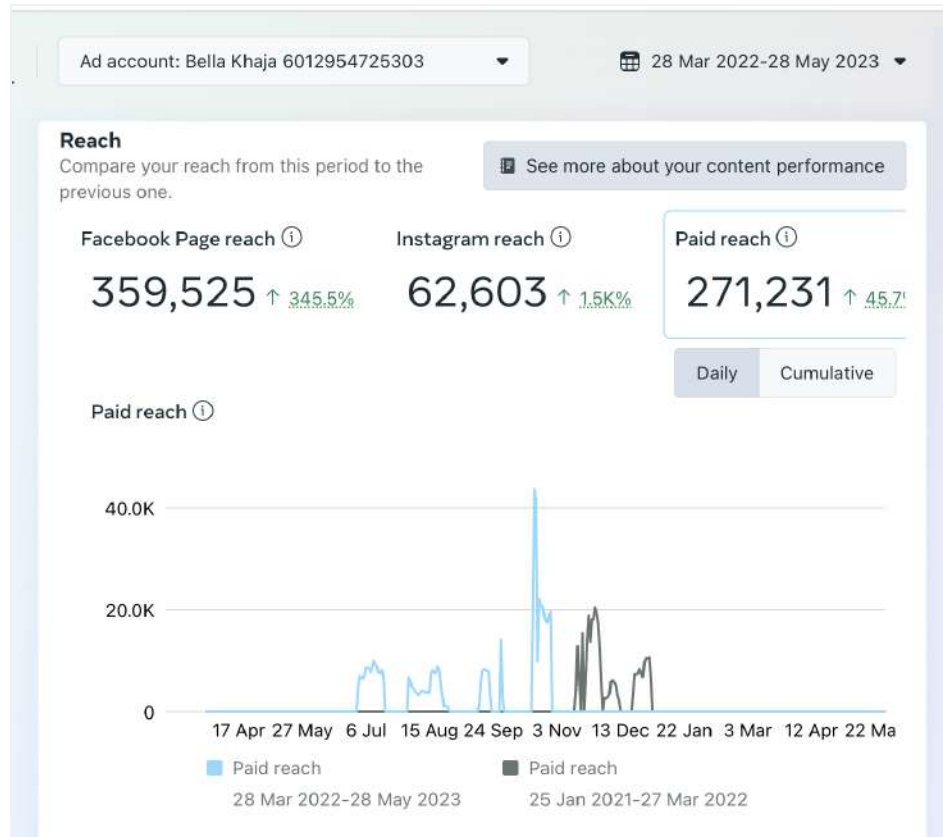 Ad account: Bella Khaja 6012954725303
28 Mar 2022-28 May 2023
Reach
Compare your reach from this period to the
previous one.
See more about your content performance
Facebook Page reach
359,525 ↑ 345.5%
Instagram reach
62,603 ↑ 1.5K%
Paid reach
271,231 ↑ 45.7
Daily
Cumulative
Paid reach
40.0K
20.0K
0
17 Apr 27 May 6 Jul 15 Aug 24 Sep 3 Nov 13 Dec 22 Jan 3 Mar 12 Apr 22 Ma
Paid reach
28 Mar 2022-28 May 2023
Paid reach
25 Jan 2021-27 Mar 2022